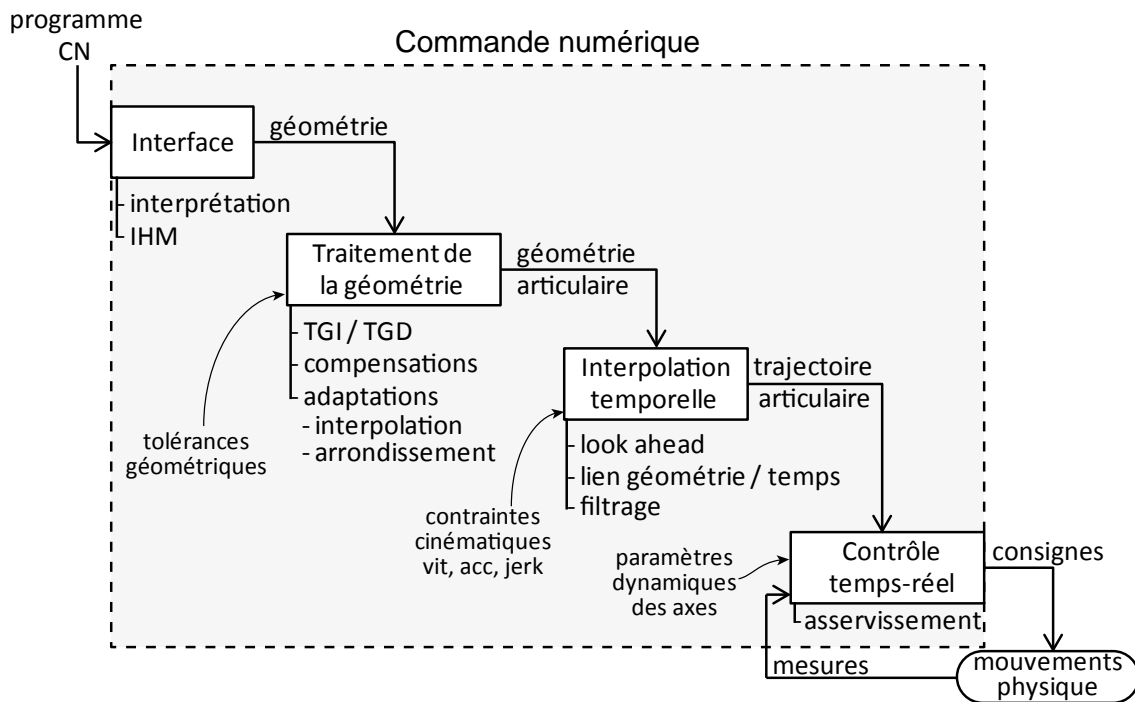 programme
CN
Commande numérique
Interface
géométrie
- interprétation
- IHM
Traitement de
la géométrie
géométrie
articulaire
- TGI / TGD
- compensations
- adaptations
- interpolation
- arrondissement
tolérances
géométriques
Interpolation
temporelle
trajectoire
articulaire
- look ahead
- lien géométrie / temps
- filtrage
contraintes
cinématiques
vit, acc, jerk
paramètres
dynamiques
des axes
Contrôle
temps-réel
consignes
- asservissement
mesures
mouvements
physique